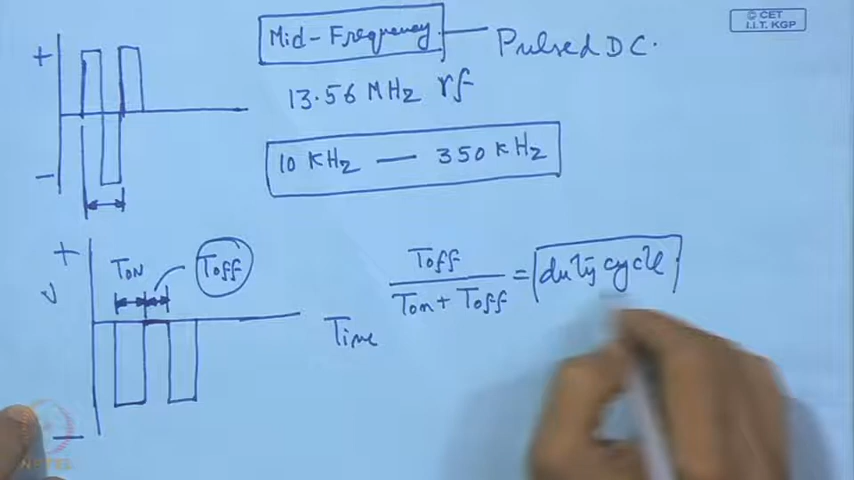 © CET
I.I.T. KGP
Mid-Frequency — Pulsed DC.
+
13.56 MHz rf
10 KHz — 350 KHz
-
+
TON
Toff
V
Toff
Ton + Toff
= duty cycle
Time
-
NPTEL